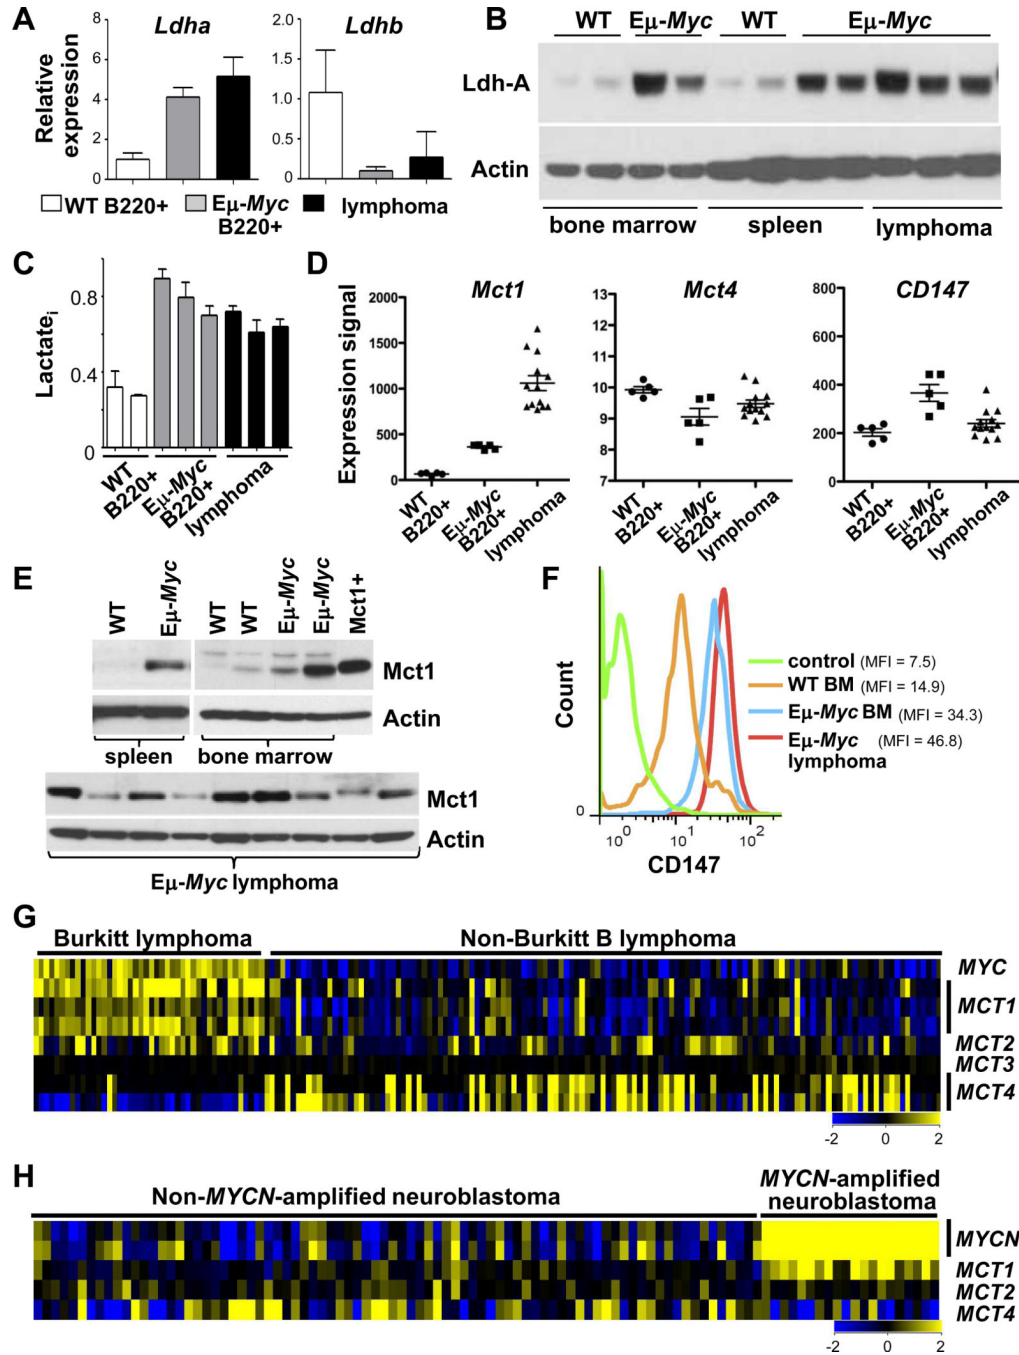 A
Ldha
Ldhb
Relative expression
8
6
4
2
0
2.0
1.5
1.0
0.5
0
WT B220+
Eμ-Myc B220+
lymphoma
B
WT
Eμ-Myc
WT
Eμ-Myc
Ldh-A
Actin
bone marrow
spleen
lymphoma
C
Lactatei
0.8
0.4
0
WT B220+
Eμ-Myc B220+
lymphoma
D
Expression signal
Mct1
2000
1500
1000
500
0
WT B220+
Eμ-Myc B220+
lymphoma
Mct4
13
12
11
10
9
8
7
WT B220+
Eμ-Myc B220+
lymphoma
CD147
800
600
400
200
0
WT B220+
Eμ-Myc B220+
lymphoma
E
WT
Eμ-Myc
WT
WT
Eμ-Myc
Eμ-Myc
Mct1+
Mct1
Actin
spleen
bone marrow
Mct1
Actin
Eμ-Myc lymphoma
F
Count
0
100
101
102
CD147
control (MFI = 7.5)
WT BM (MFI = 14.9)
Eμ-Myc BM (MFI = 34.3)
Eμ-Myc (MFI = 46.8)
lymphoma
G
Burkitt lymphoma
Non-Burkitt B lymphoma
MYC
MCT1
MCT2
MCT3
MCT4
-2 0 2
H
Non-MYCN-amplified neuroblastoma
MYCN-amplified
neuroblastoma
MYCN
MCT1
MCT2
MCT4
-2 0 2